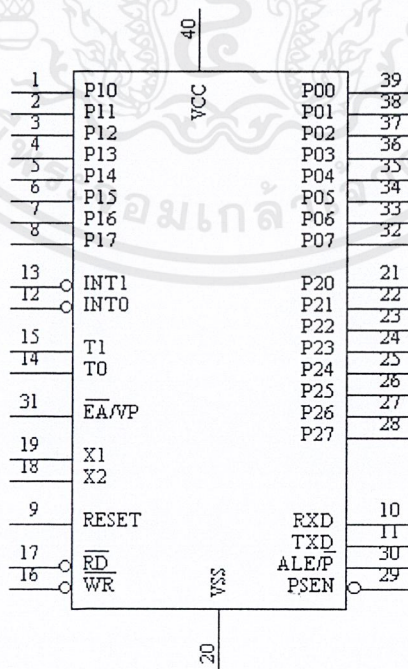 40
VCC
1 P10 P00 39
2 P11 P01 38
3 P12 P02 37
4 P13 P03 36
5 P14 P04 35
6 P15 P05 34
7 P16 P06 33
8 P17 P07 32
13 INT1 P20 21
12 INT0 P21 22
P22 23
15 T1 P23 24
14 T0 P24 25
P25 26
31 EA/VP P26 27
P27 28
19 X1
18 X2
9 RESET RXD 10
TXD 11
17 RD ALE/P 30
16 WR PSEN 29
VSS
20